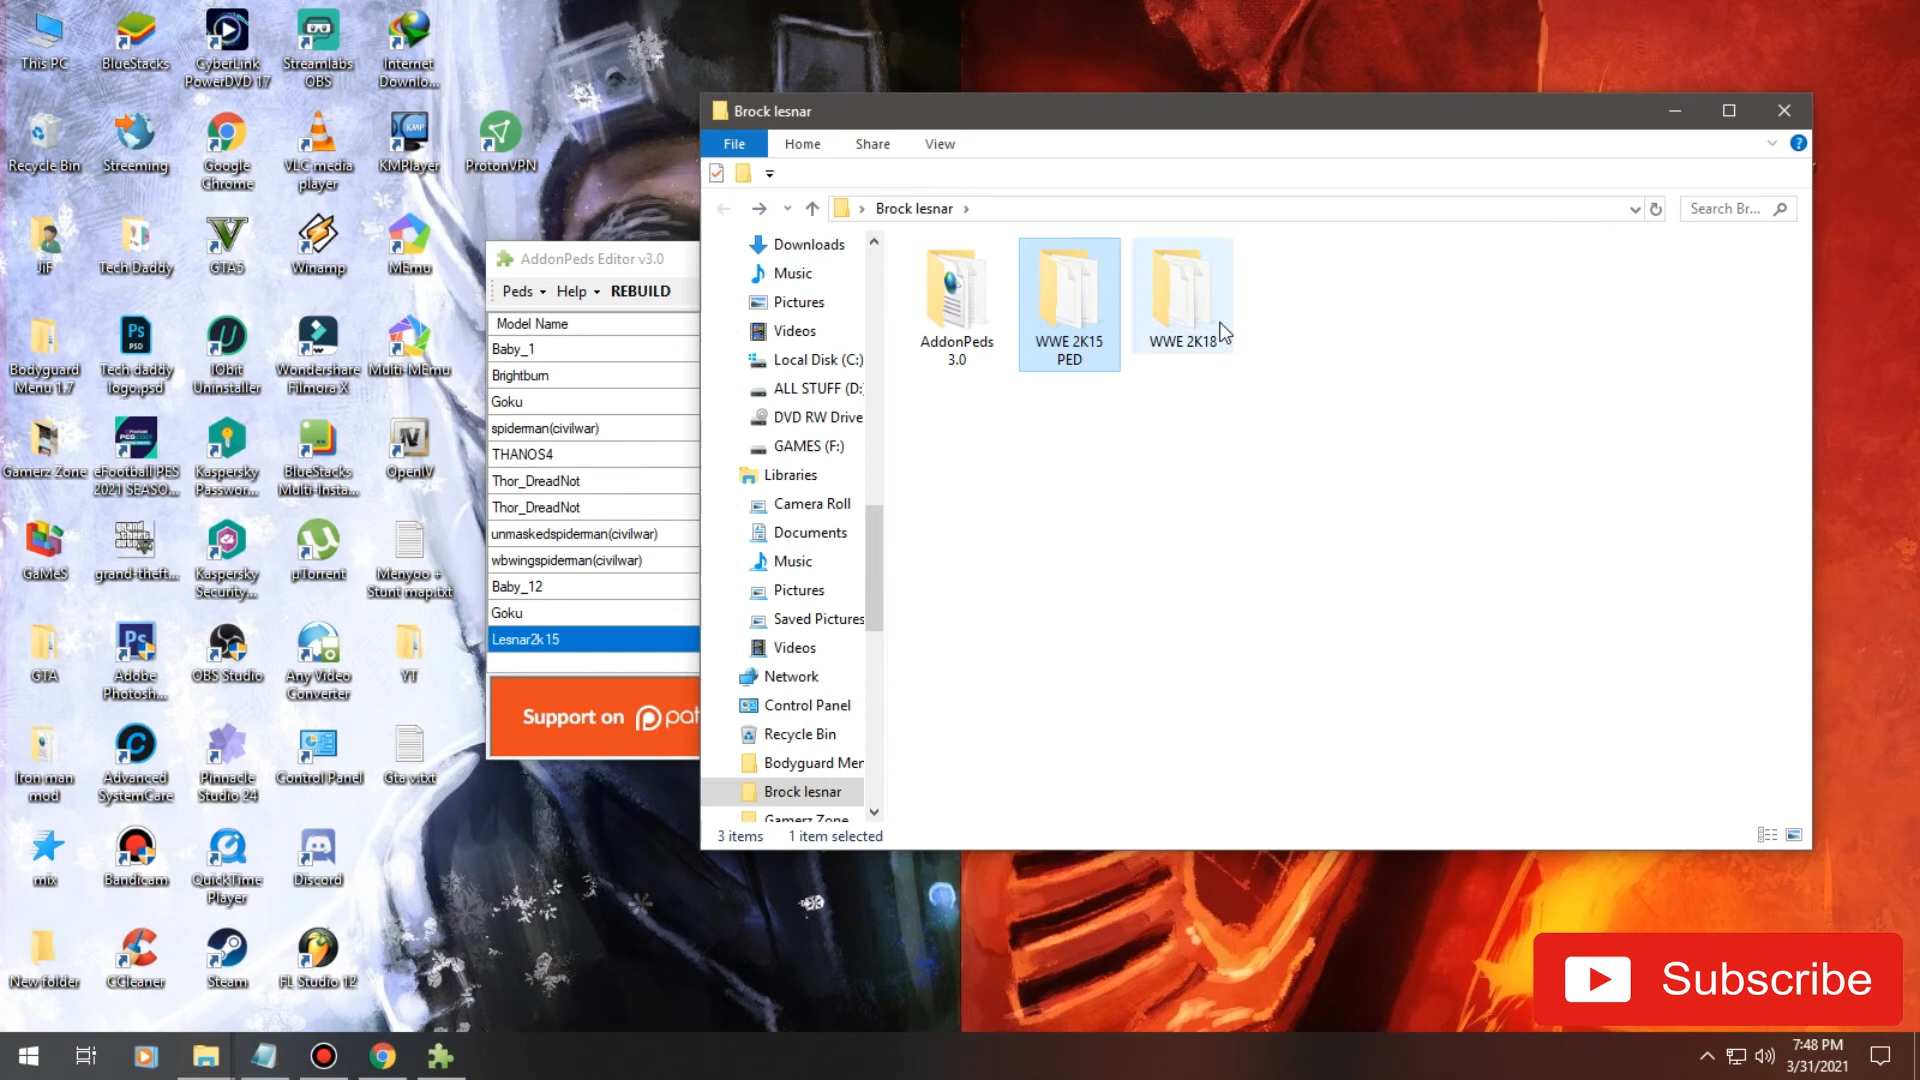 This PC
BlueStacks
CyberLink PowerDVD 17
Streamlabs OBS
Internet Downlo...
Recycle Bin
Streeming
Google Chrome
VLC media player
KMPlayer
ProtonVPN
JiF
Tech Daddy
GTA5
Winamp
MEmu
Bodyguard Menu 1.7
Tech daddy logo.psd
IObit Uninstaller
Wondershare Filmora X
Multi-MEmu
Gamerz Zone
eFootball PES 2021 SEASO...
Kaspersky Passwor...
BlueStacks Multi-Insta...
OpenIV
GaMeS
grand-theft...
Kaspersky Security...
µTorrent
Menyoo + Stunt map.txt
GTA
Adobe Photosh...
OBS Studio
Any Video Converter
YT
Iron man mod
Advanced SystemCare
Pinnacle Studio 24
Control Panel
Gta v.txt
mix
Bandicam
QuickTime Player
Discord
New folder
CCleaner
Steam
FL Studio 12
AddonPeds Editor v3.0
Peds
Help
REBUILD
Model Name
Baby_1
Brightburn
Goku
spiderman(civilwar)
THANOS4
Thor_DreadNot
Thor_DreadNot
unmaskedspiderman(civilwar)
wbwingspiderman(civilwar)
Baby_12
Goku
Lesnar2k15
Support on pat
Brock lesnar
File
Home
Share
View
Brock lesnar
Search Br...
Downloads
Music
Pictures
Videos
Local Disk (C:)
ALL STUFF (D:)
DVD RW Drive
GAMES (F:)
Libraries
Camera Roll
Documents
Music
Pictures
Saved Pictures
Videos
Network
Control Panel
Recycle Bin
Bodyguard Men
Brock lesnar
Gamerz Zone
AddonPeds 3.0
WWE 2K15 PED
WWE 2K18
3 items
1 item selected
Subscribe
7:48 PM
3/31/2021